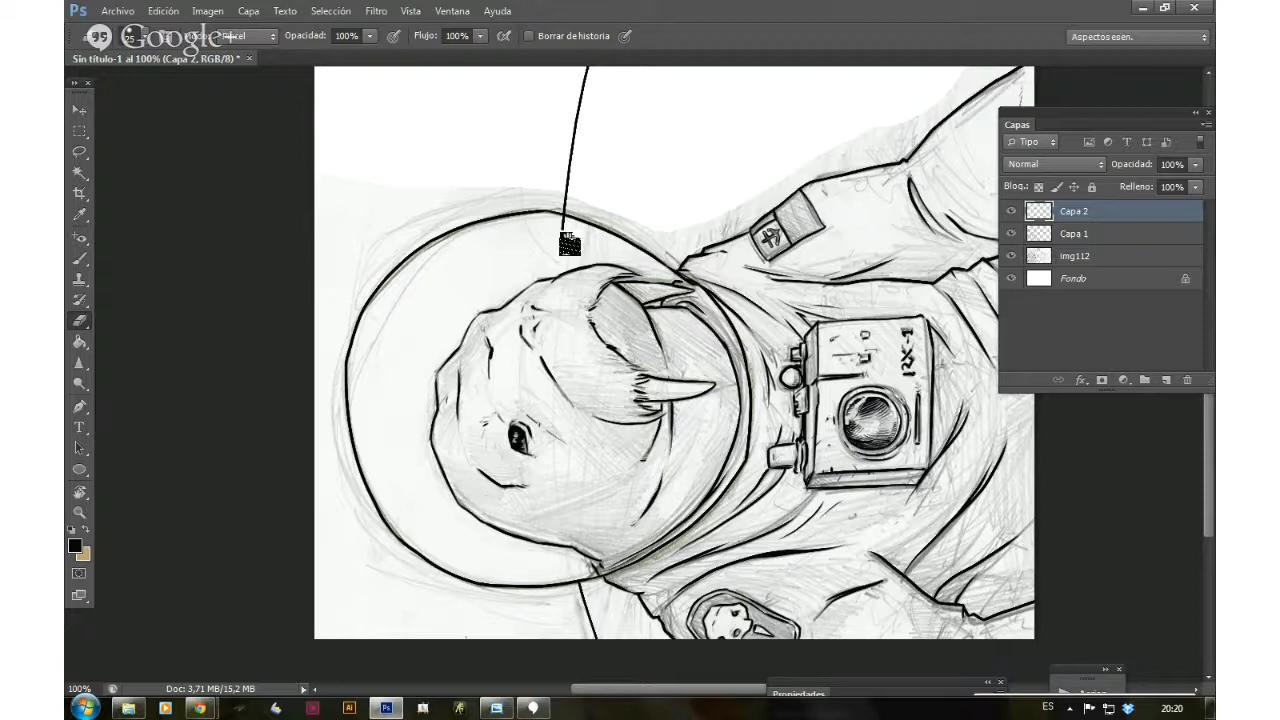 Ps Archivo Edición Imagen Capa Texto Selección Filtro Vista Ventana Ayuda
Google+ Opacidad: 100% Flujo: 100% Borrar de historia Aspectos esen.
Sin título-1 al 100% (Capa 2, RGB/8) * ×
Capas
Tipo
Normal Opacidad: 100%
Bloq.: Relleno: 100%
Capa 2
Capa 1
img112
Fondo
RX-1
100% Doc: 3,71 MB/15,2 MB
Propiedades
ES 20:20